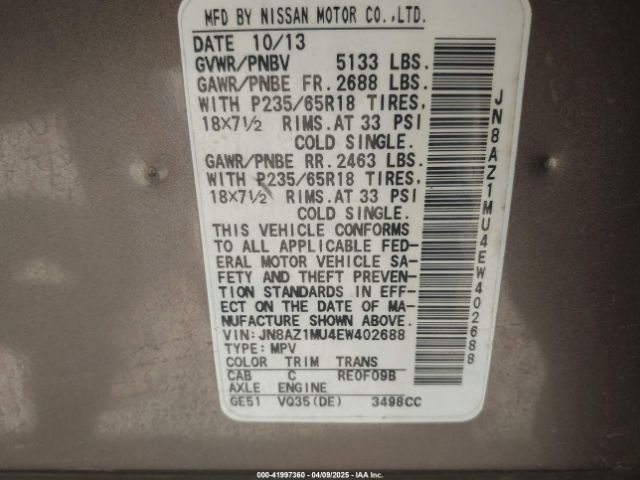 MFD BY NISSAN MOTOR CO.,LTD.
DATE 10/13
GVWR/PNBV 5133 LBS.
GAWR/PNBE FR. 2688 LBS.
WITH P235/65R18 TIRES,
18X7½ RIMS.AT 33 PSI
COLD SINGLE.
GAWR/PNBE RR. 2463 LBS.
WITH P235/65R18 TIRES,
18X7½ RIMS.AT 33 PSI
COLD SINGLE.
THIS VEHICLE CONFORMS
TO ALL APPLICABLE FED-
ERAL MOTOR VEHICLE SA-
FETY AND THEFT PREVEN-
TION STANDARDS IN EFF-
ECT ON THE DATE OF MA-
NUFACTURE SHOWN ABOVE.
VIN: JN8AZ1MU4EW402688
TYPE: MPV
COLOR TRIM TRANS
CAB C RE0F09B
AXLE ENGINE
GE51 VQ35(DE) 3498CC
JN8AZ1MU4EW402688
000-41997360 - 04/09/2025 - IAA Inc.